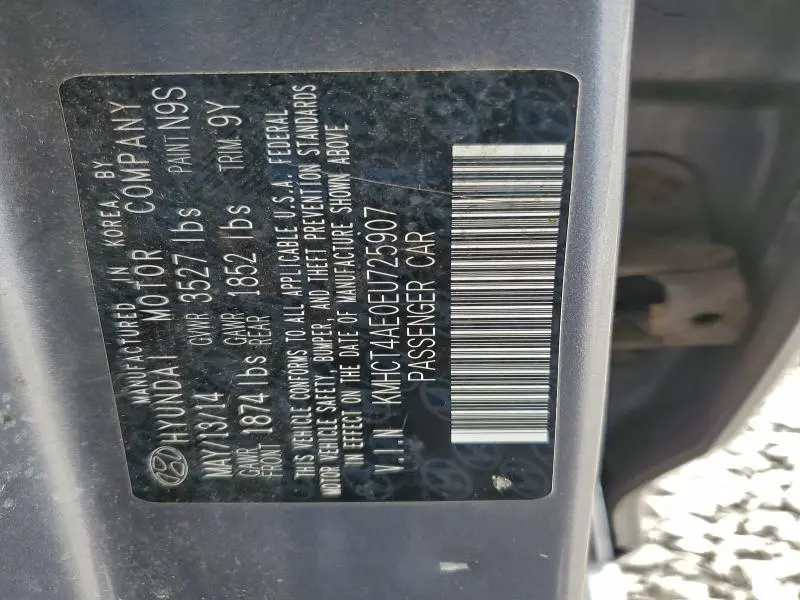 MANUFACTURED IN KOREA, BY
HYUNDAI MOTOR COMPANY
MAY/13/14 GVWR 3527 lbs PAINT N9S
GAWR FRONT 1874 lbs GAWR REAR 1852 lbs TRIM 9Y
THIS VEHICLE CONFORMS TO ALL APPLICABLE U.S.A. FEDERAL
MOTOR VEHICLE SAFETY, BUMPER, AND THEFT PREVENTION STANDARDS
IN EFFECT ON THE DATE OF MANUFACTURE SHOWN ABOVE
V.I.N KMHCT4AE0EU725907
PASSENGER CAR